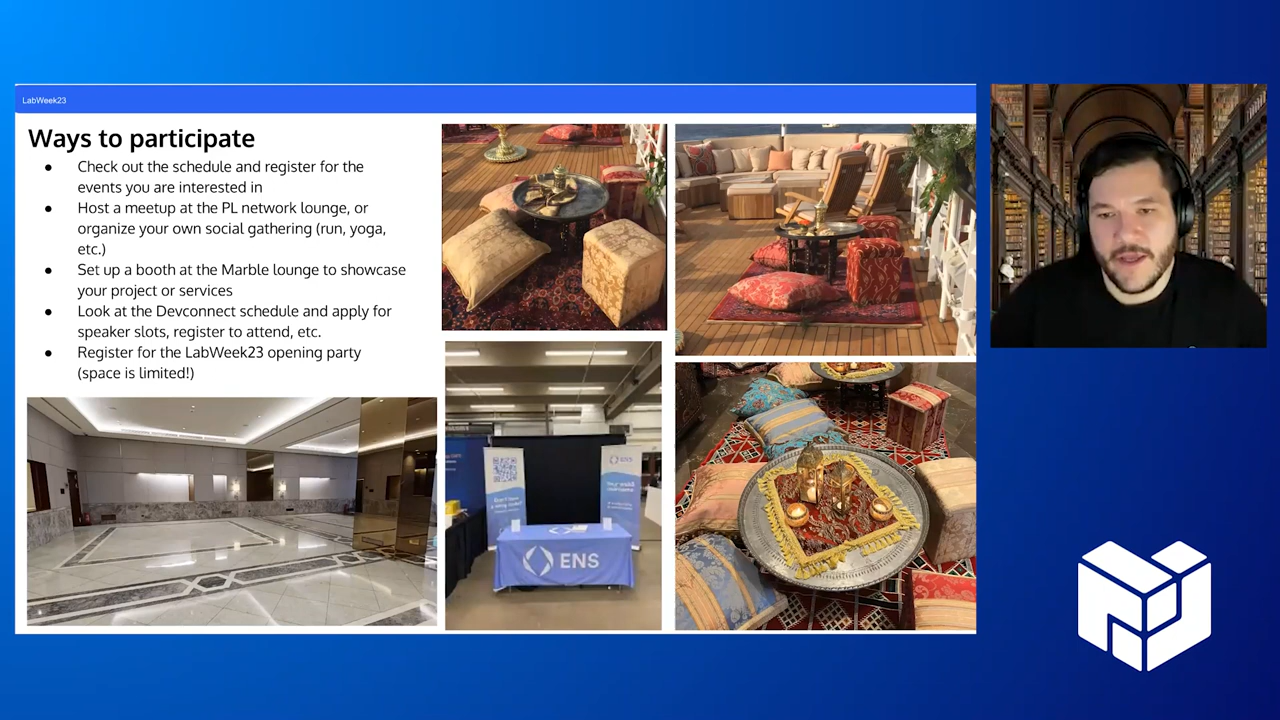 LabWeek23
Ways to participate
● Check out the schedule and register for the
events you are interested in
● Host a meetup at the PL network lounge, or
organize your own social gathering (run, yoga,
etc.)
● Set up a booth at the Marble lounge to showcase
your project or services
● Look at the Devconnect schedule and apply for
speaker slots, register to attend, etc.
● Register for the LabWeek23 opening party
(space is limited!)
ENS
ENS